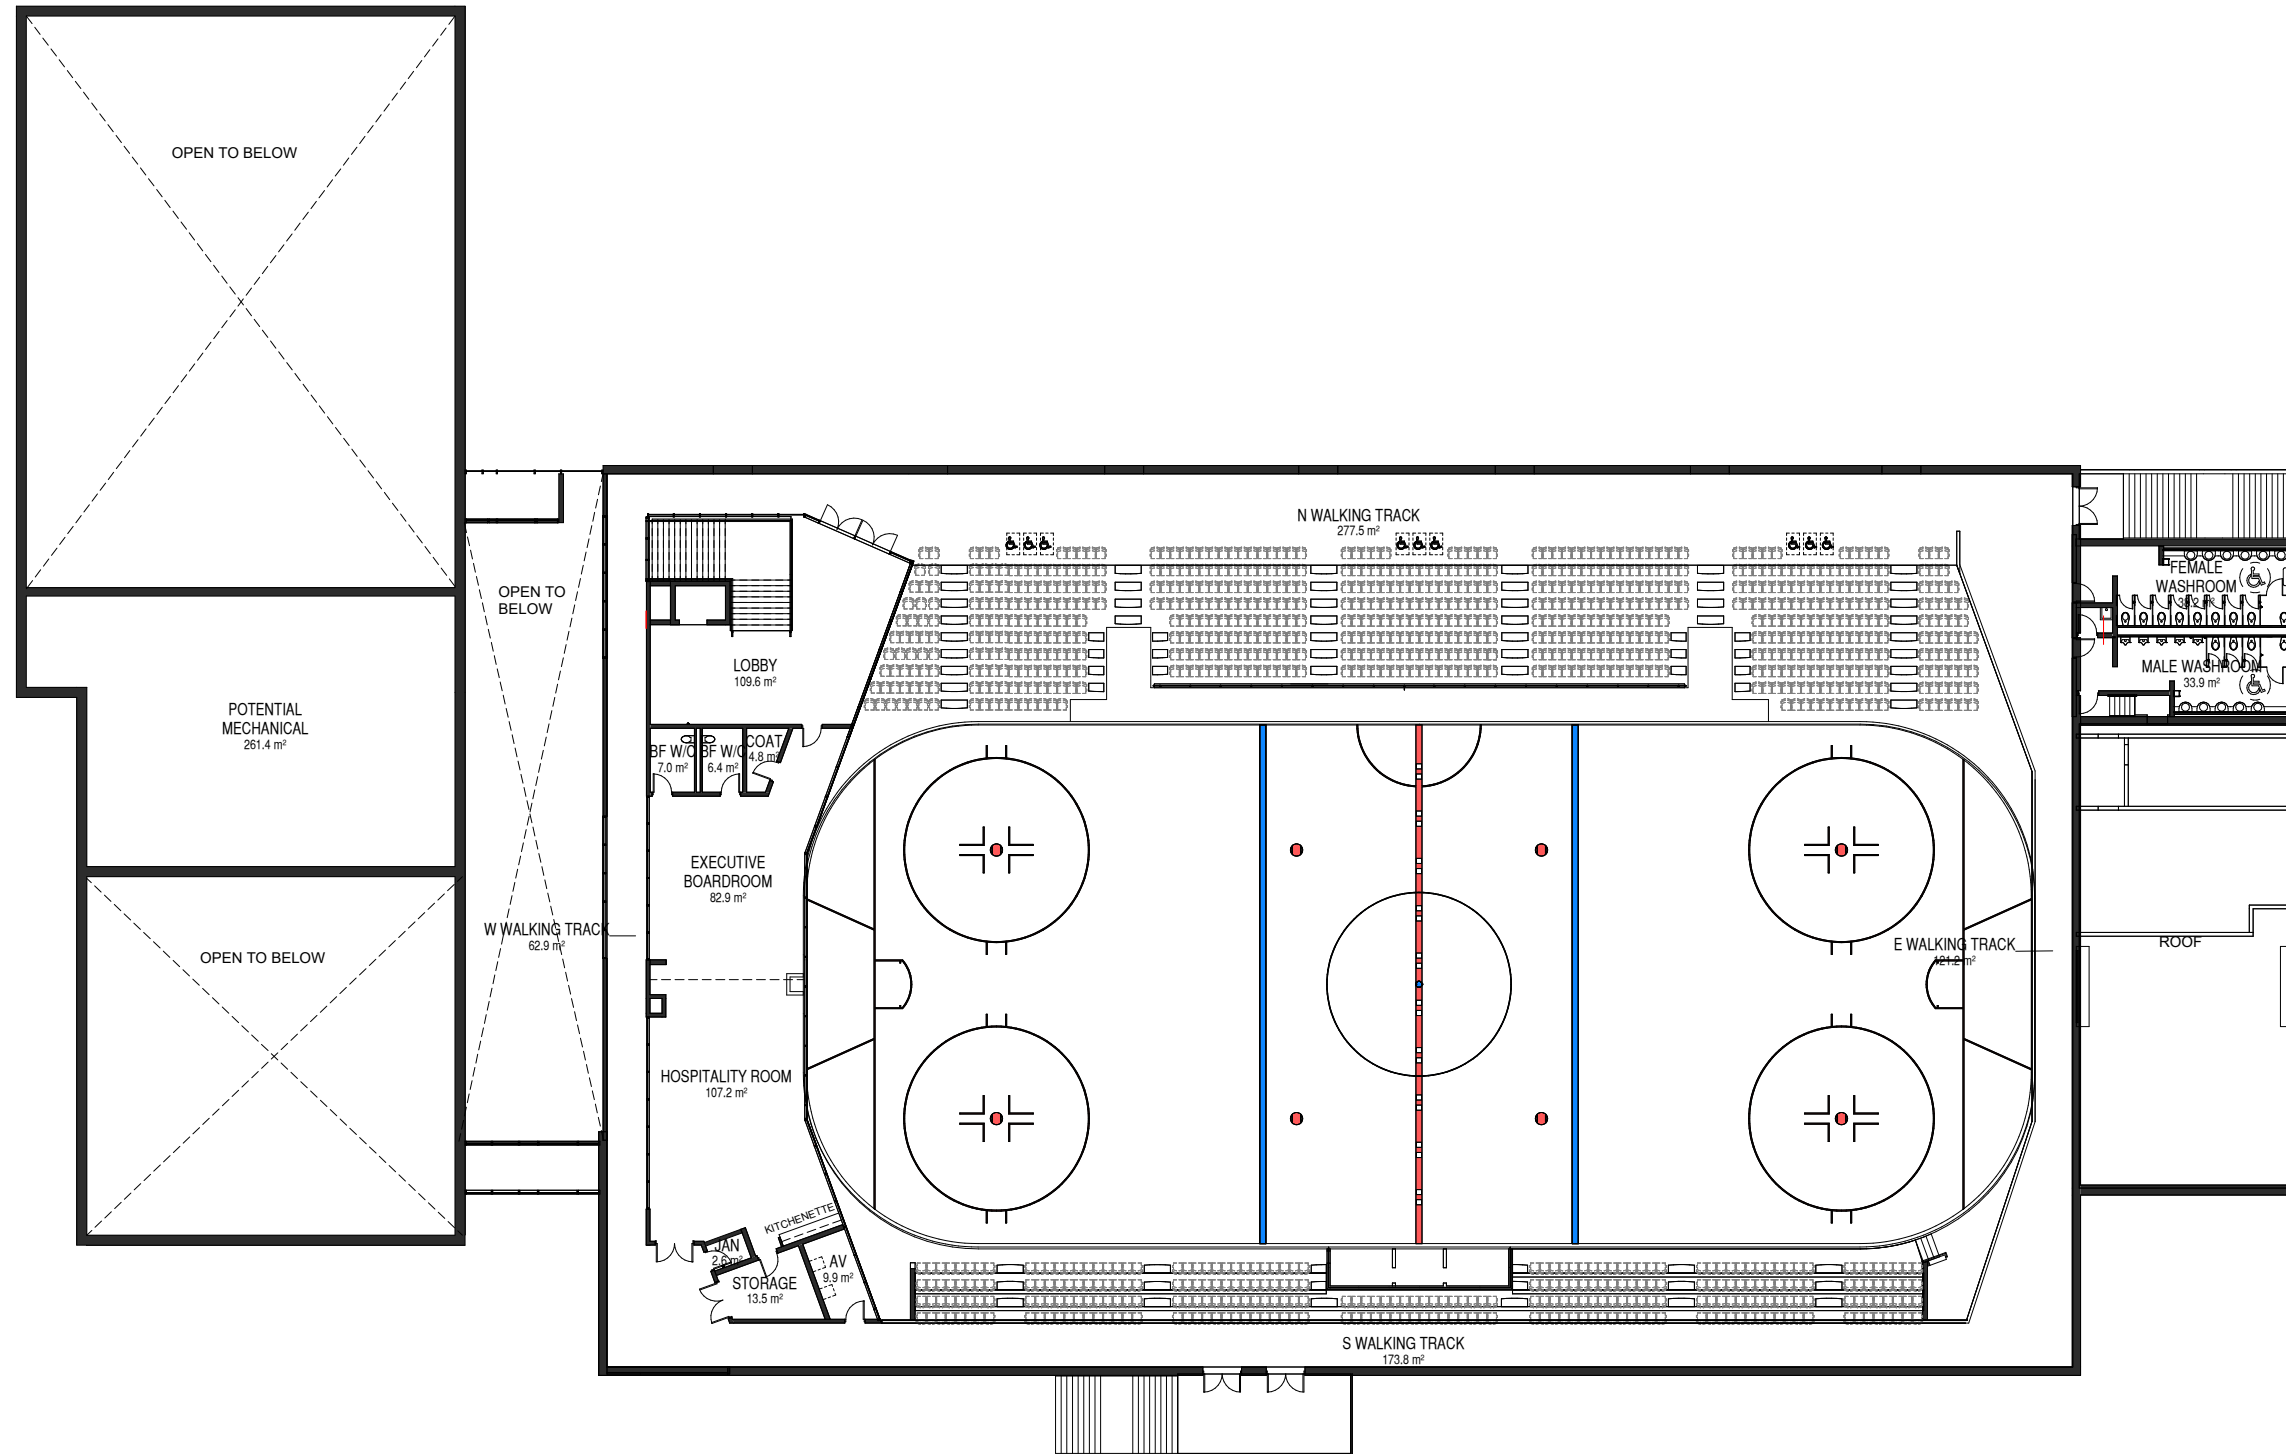 OPEN TO BELOW
N WALKING TRACK
277.5 m²
FEMALE
WASHROOM
OPEN TO
BELOW
LOBBY
109.6 m²
MALE WASHROOM
33.9 m²
POTENTIAL
MECHANICAL
261.4 m²
BF W/C
7.0 m²
BF W/C
6.4 m²
COAT
4.8 m²
EXECUTIVE
BOARDROOM
82.9 m²
W WALKING TRACK
62.9 m²
E WALKING TRACK
121.2 m²
ROOF
OPEN TO BELOW
HOSPITALITY ROOM
107.2 m²
KITCHENETTE
JAN
2.6 m²
STORAGE
13.5 m²
AV
9.9 m²
S WALKING TRACK
173.8 m²